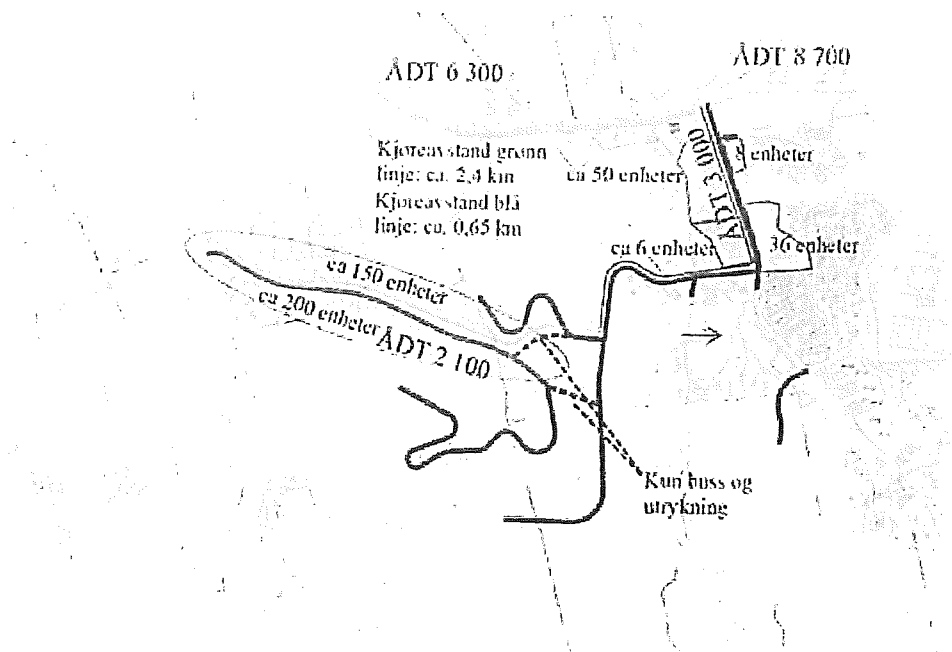 ÅDT 6 300
ÅDT 8 700
Kjøreavstand grønn
linje: ca. 2,4 km
Kjøreavstand blå
linje: ca. 0,65 km
ca 50 enheter
ÅDT 3 000
8 enheter
ca 6 enheter
36 enheter
ca 150 enheter
ca 200 enheter
ÅDT 2 100
Kun buss og
utrykning